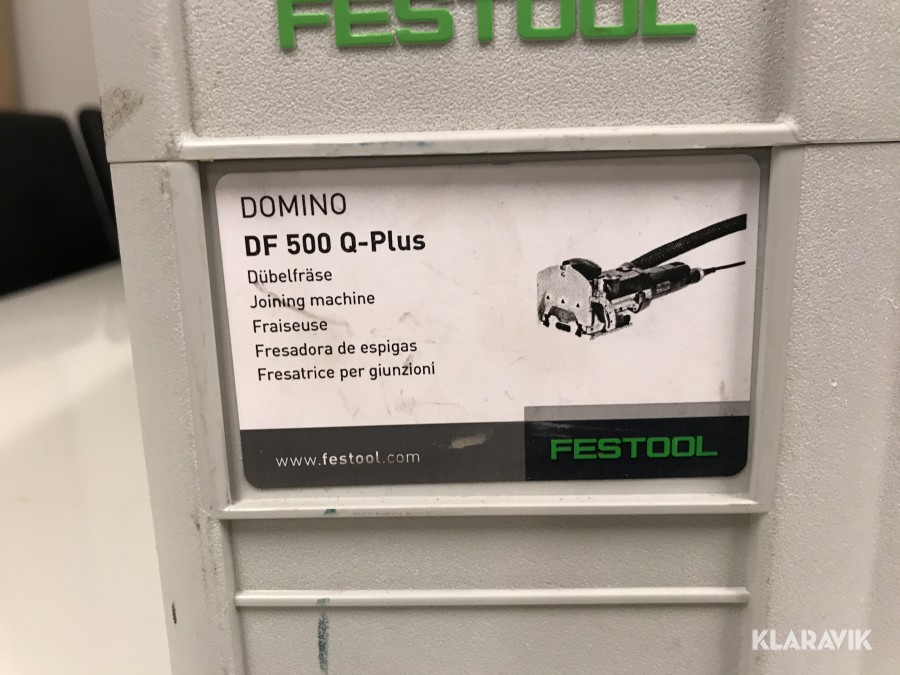 FESTOOL
DOMINO
DF 500 Q-Plus
Dübelfräse
Joining machine
Fraiseuse
Fresadora de espigas
Fresatrice per giunzioni
www.festool.com
FESTOOL
KLARAVIK